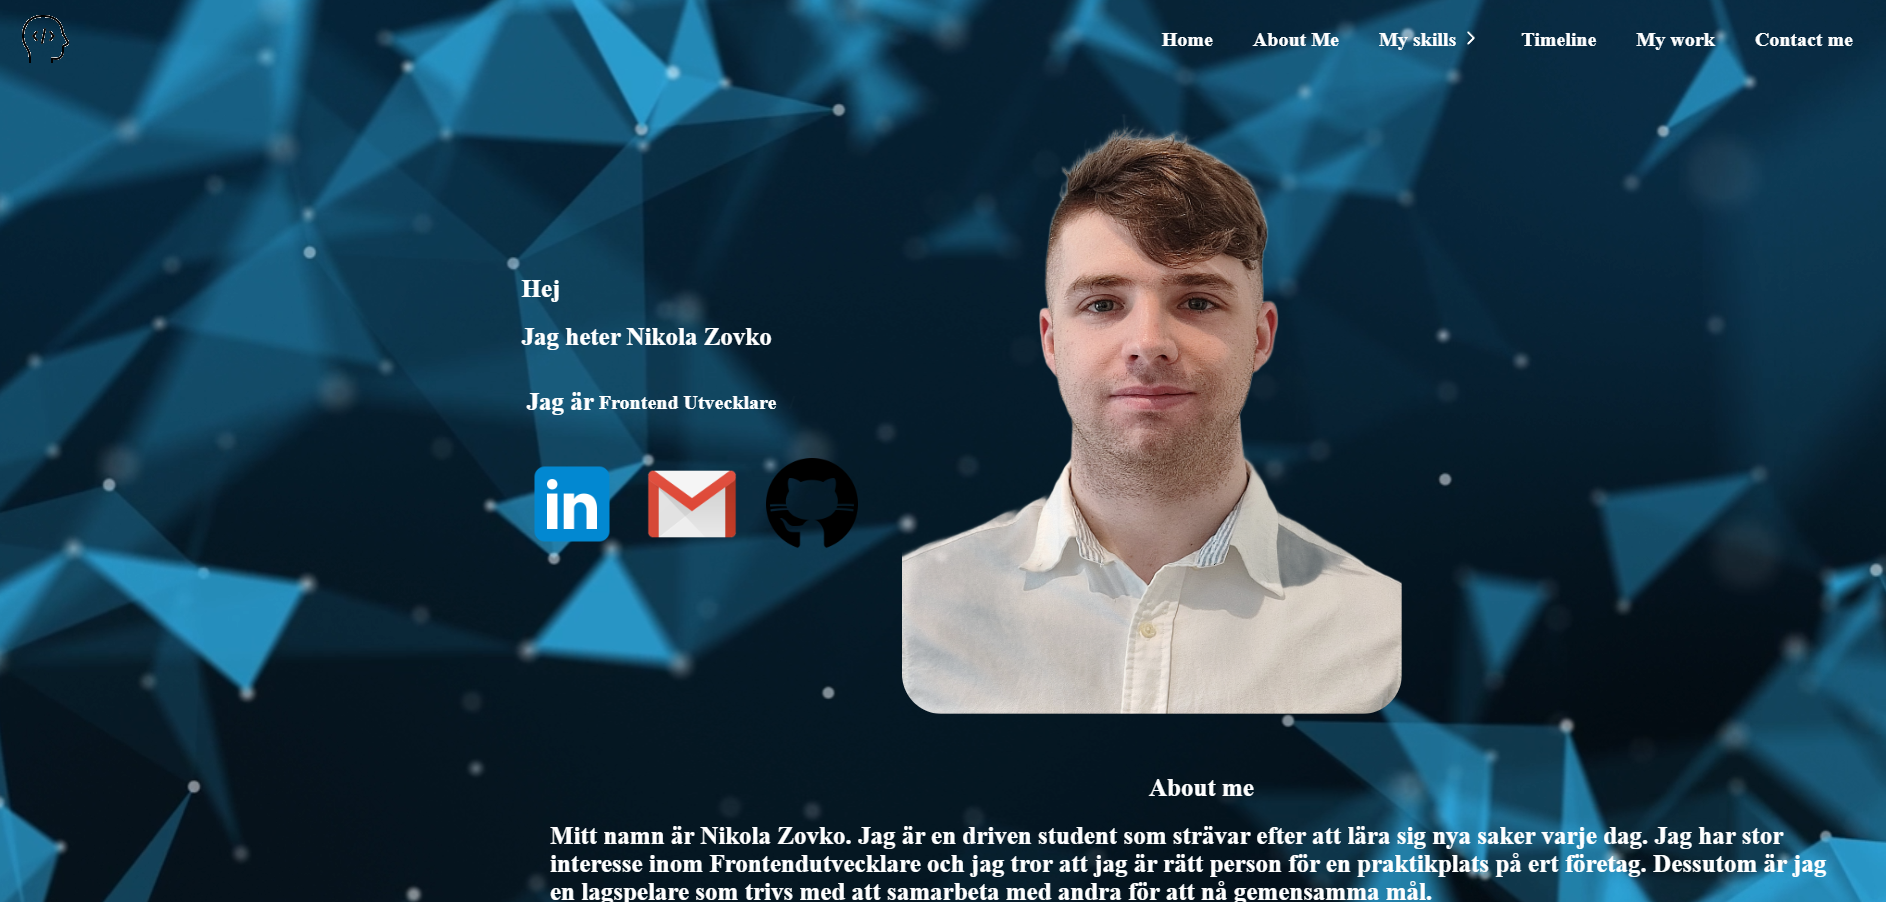 </>
Home About Me My skills Timeline My work Contact me
Hej
Jag heter Nikola Zovko
Jag är Frontend Utvecklare
in
About me
Mitt namn är Nikola Zovko. Jag är en driven student som strävar efter att lära sig nya saker varje dag. Jag har stor
interesse inom Frontendutvecklare och jag tror att jag är rätt person för en praktikplats på ert företag. Dessutom är jag
en lagspelare som trivs med att samarbeta med andra för att nå gemensamma mål.